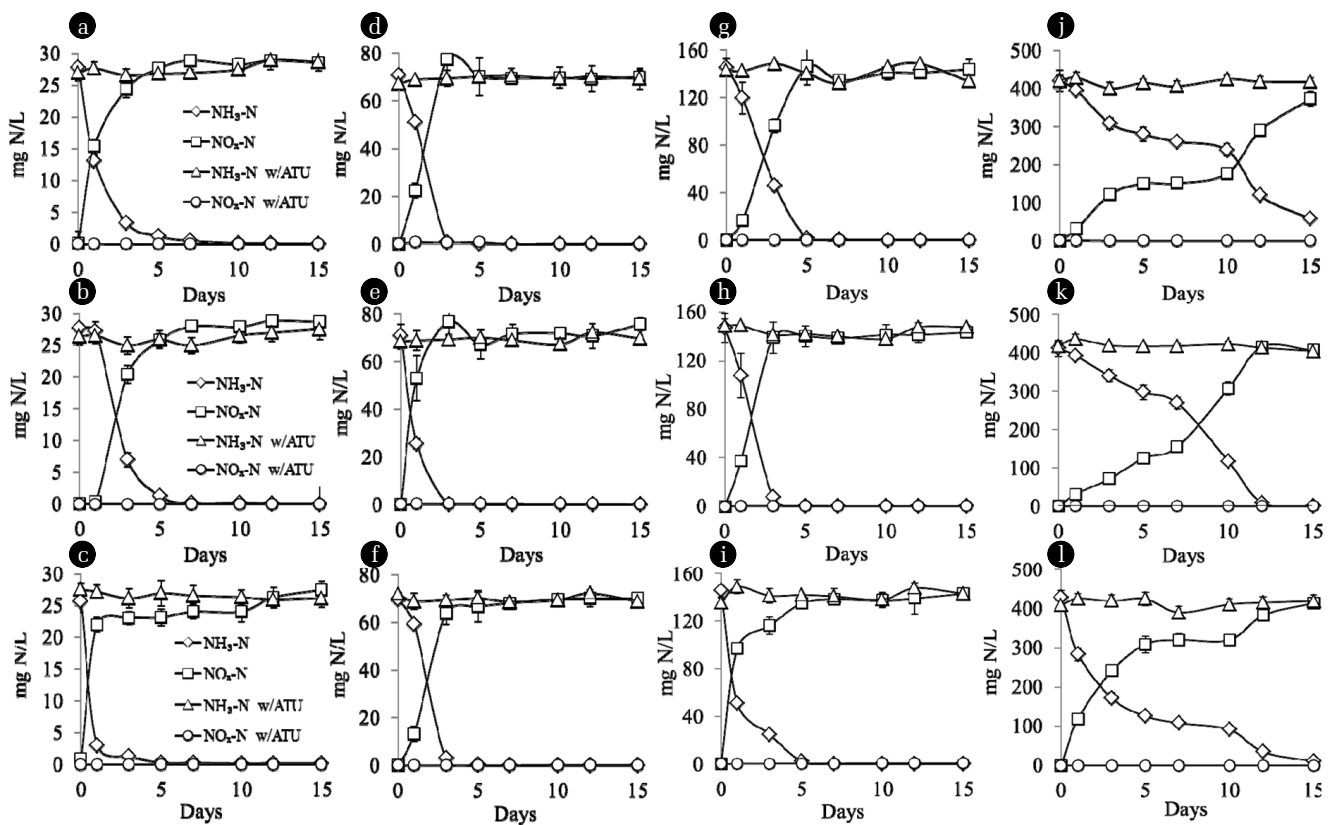 a
d
g
j
30
25
20
15
10
5
0
mg N/L
NH₃-N
NOₓ-N
NH₃-N w/ATU
NOₓ-N w/ATU
0 5 10 15
Days
80
60
40
20
0
mg N/L
0 5 10 15
Days
160
120
80
40
0
mg N/L
0 5 10 15
Days
500
400
300
200
100
0
mg N/L
0 5 10 15
Days
b
e
h
k
30
25
20
15
10
5
0
mg N/L
NH₃-N
NOₓ-N
NH₃-N w/ATU
NOₓ-N w/ATU
0 5 10 15
Days
80
60
40
20
0
mg N/L
0 5 10 15
Days
160
120
80
40
0
mg N/L
0 5 10 15
Days
500
400
300
200
100
0
mg N/L
0 5 10 15
Days
c
f
i
l
30
25
20
15
10
5
0
mg N/L
NH₃-N
NOₓ-N
NH₃-N w/ATU
NOₓ-N w/ATU
0 5 10 15
Days
80
60
40
20
0
mg N/L
0 5 10 15
Days
160
120
80
40
0
mg N/L
0 5 10 15
Days
500
400
300
200
100
0
mg N/L
0 5 10 15
Days